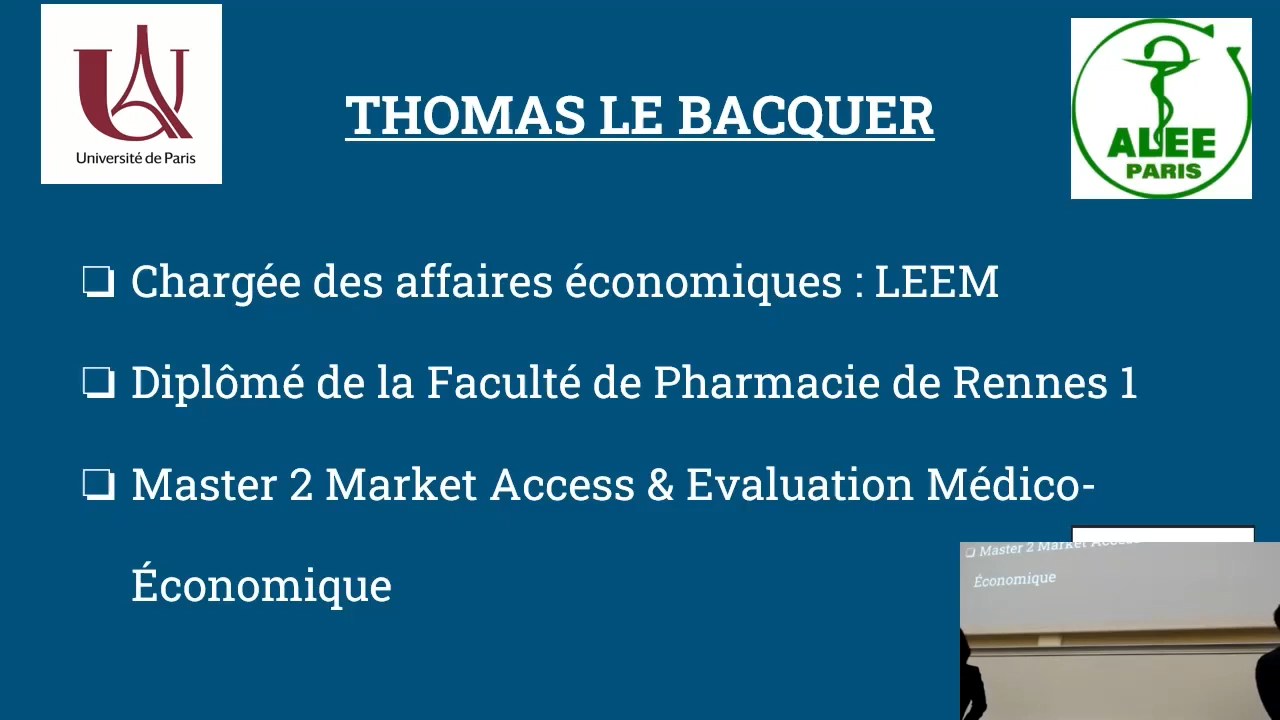 Université de Paris
THOMAS LE BACQUER
ALEE
PARIS
❏ Chargée des affaires économiques : LEEM
❏ Diplômé de la Faculté de Pharmacie de Rennes 1
❏ Master 2 Market Access & Evaluation Médico-
Économique
❏ Master 2 Market Access
Économique